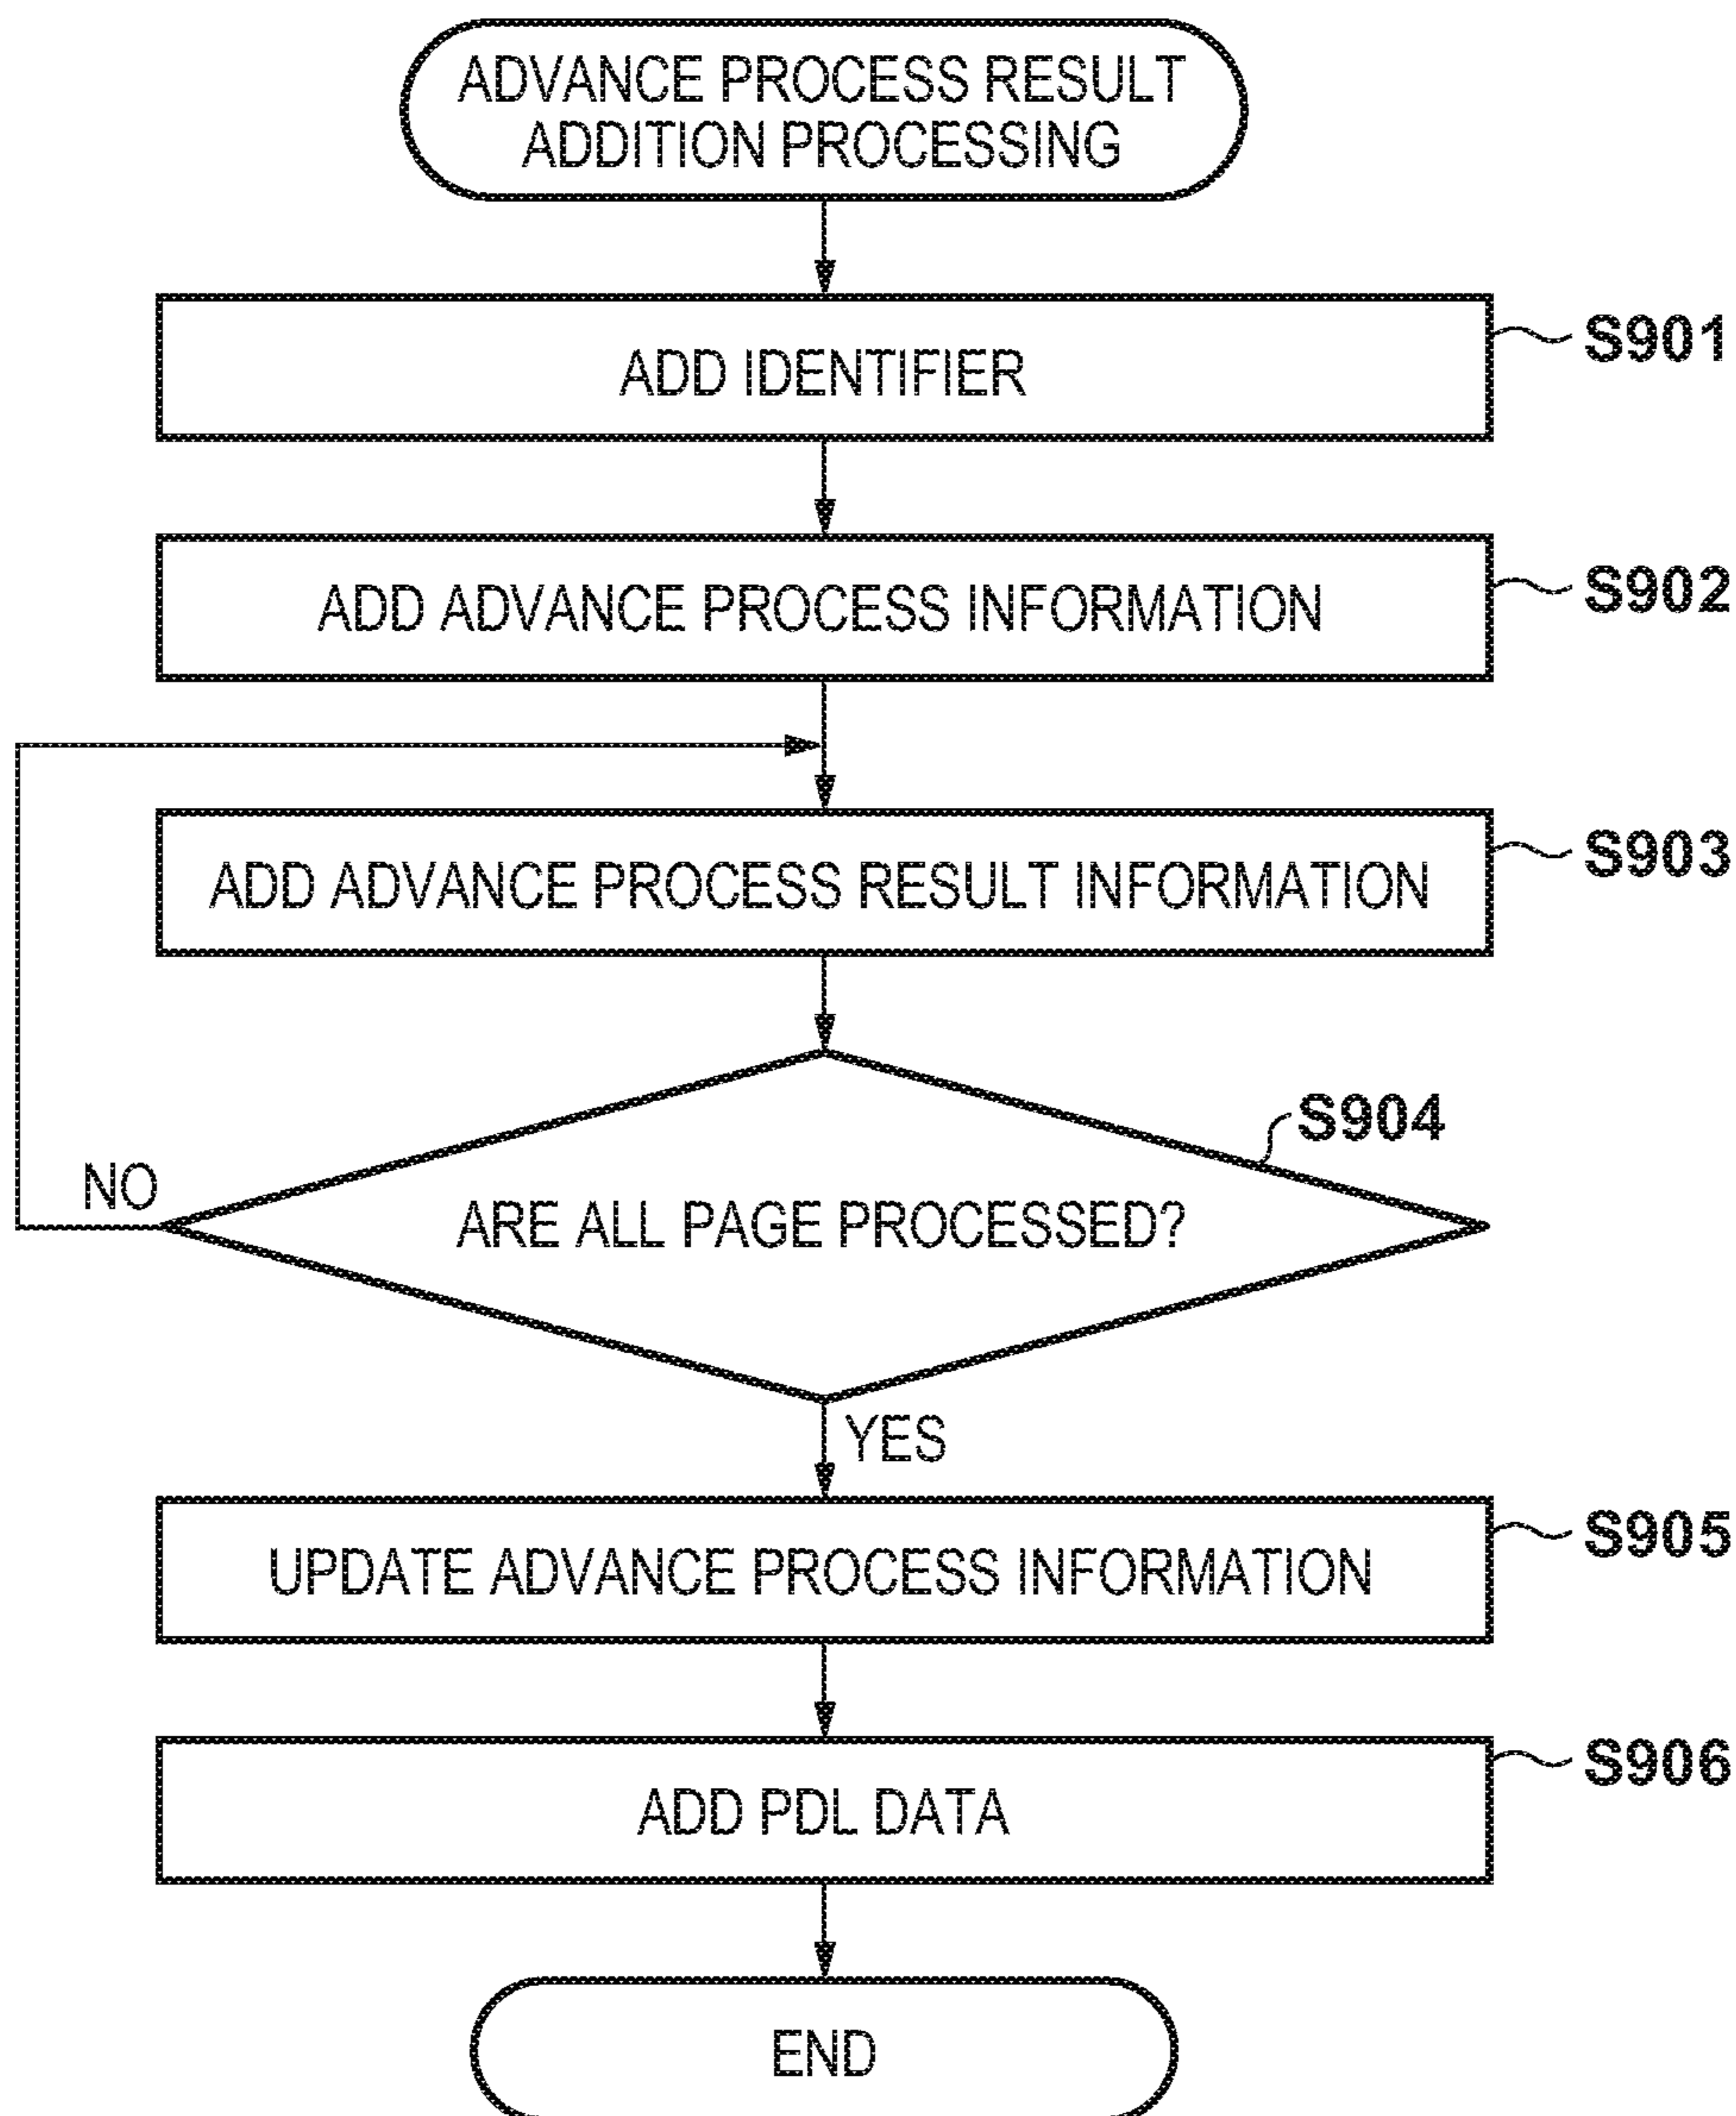 ADVANCE PROCESS RESULT
ADDITION PROCESSING
ADD IDENTIFIER
S901
ADD ADVANCE PROCESS INFORMATION
S902
ADD ADVANCE PROCESS RESULT INFORMATION
S903
S904
NO
ARE ALL PAGE PROCESSED?
YES
UPDATE ADVANCE PROCESS INFORMATION
S905
ADD PDL DATA
S906
END